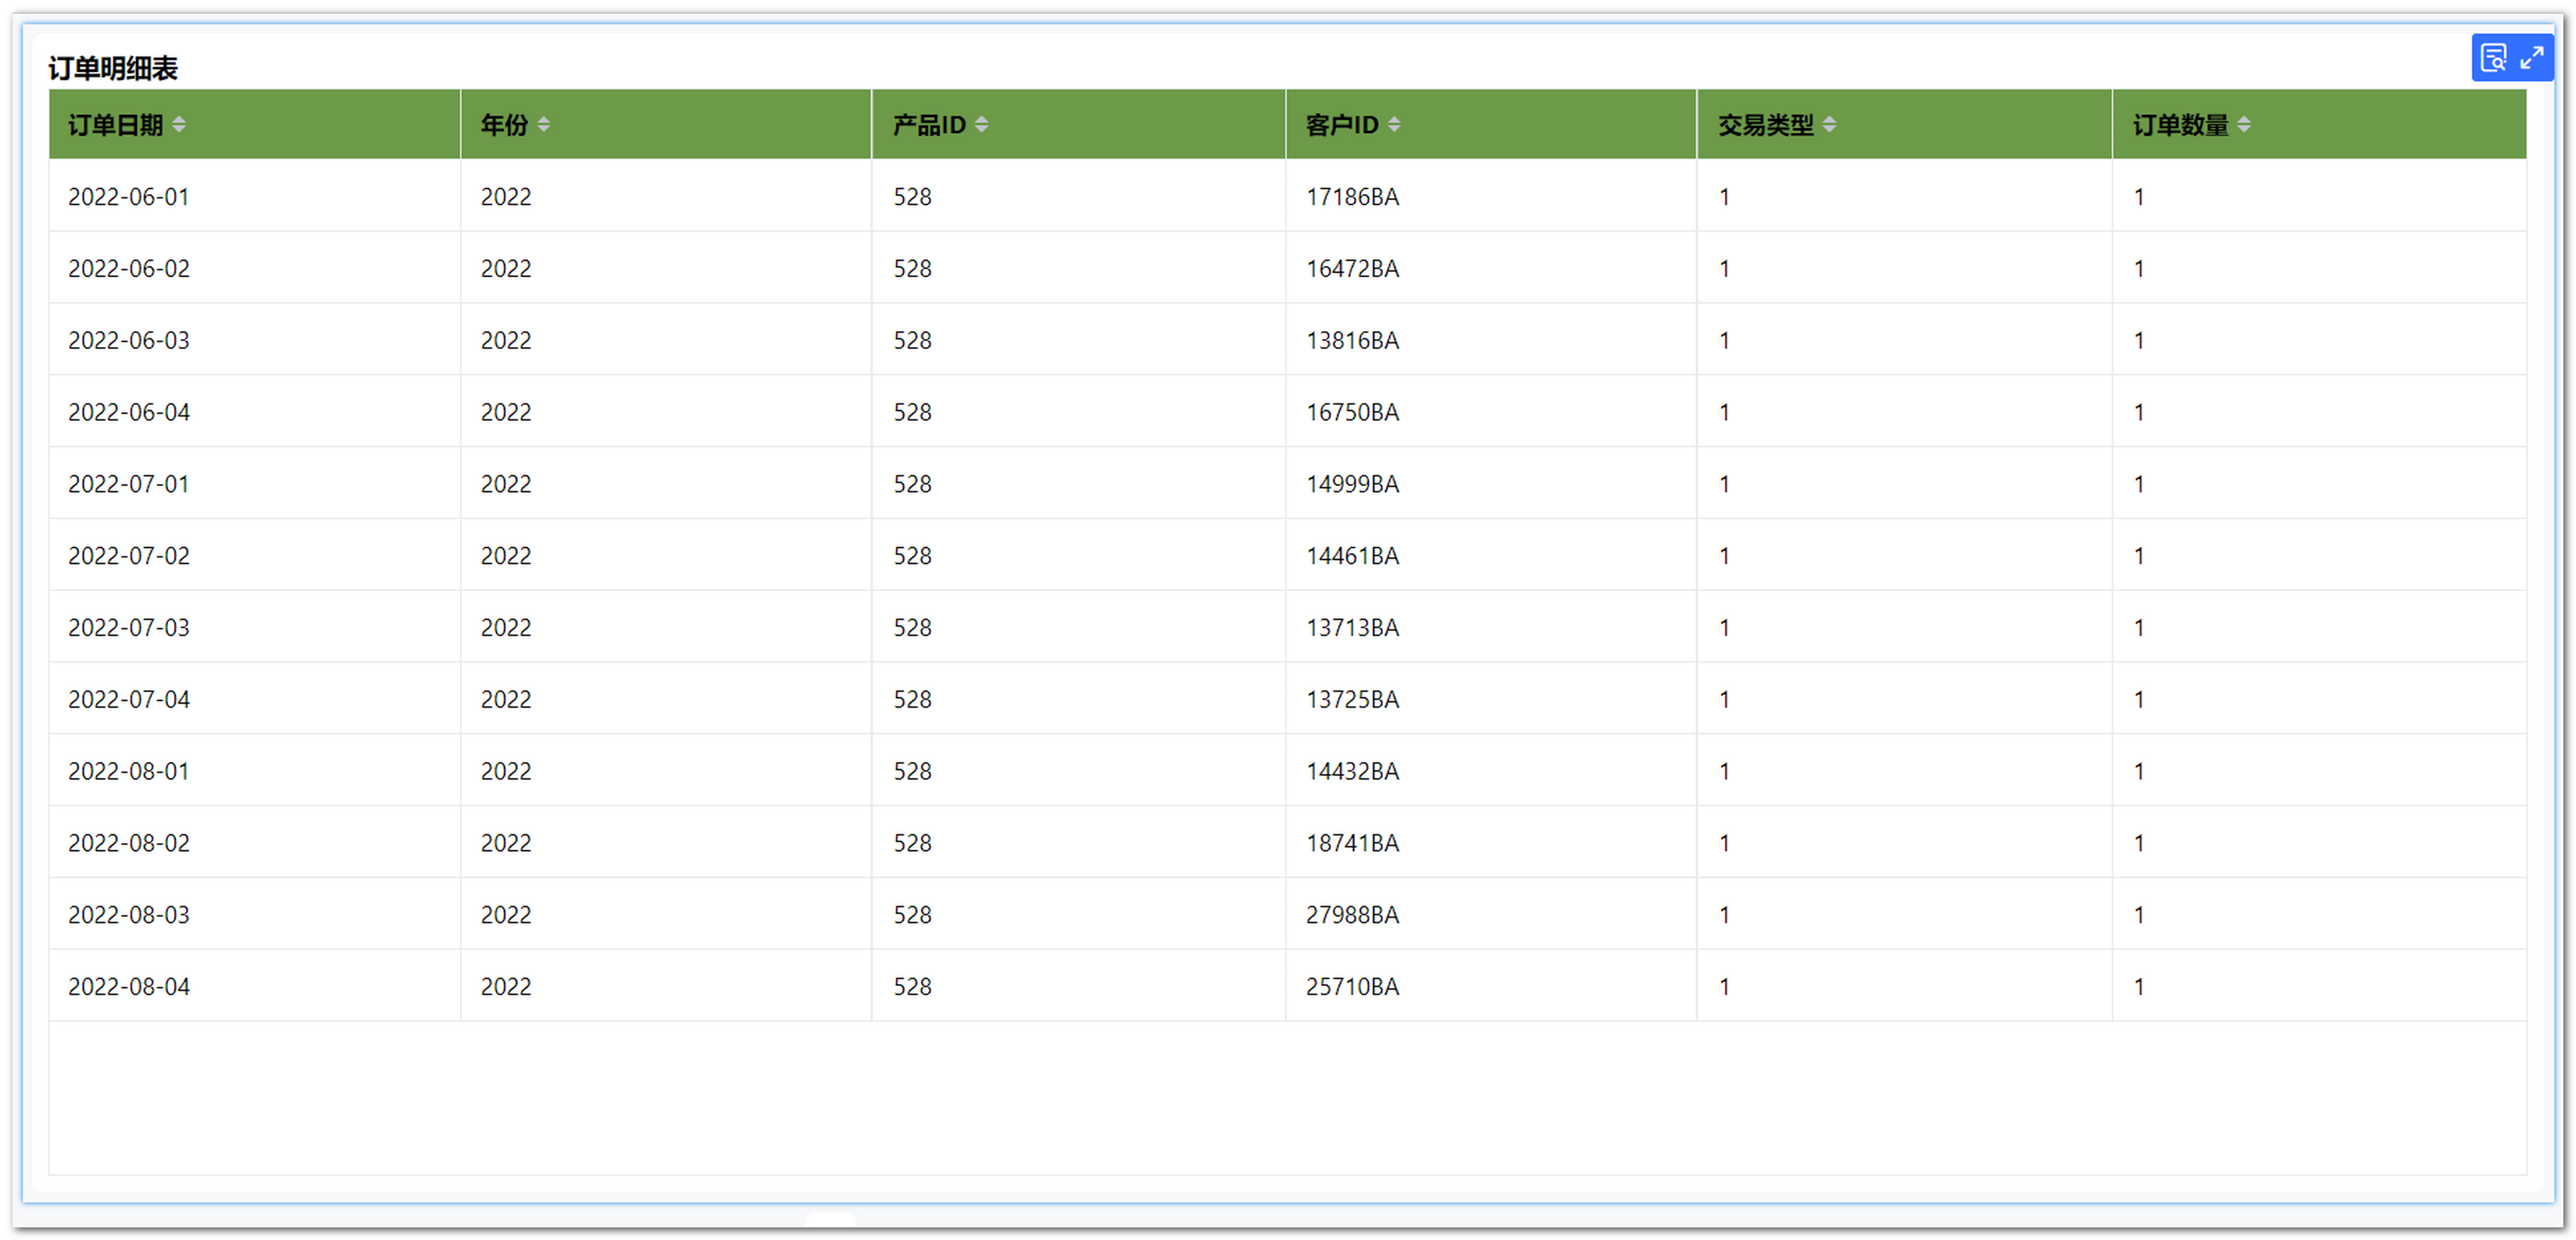 订单明细表
订单日期 年份 产品ID 客户ID 交易类型 订单数量
2022-06-01 2022 528 17186BA 1 1
2022-06-02 2022 528 16472BA 1 1
2022-06-03 2022 528 13816BA 1 1
2022-06-04 2022 528 16750BA 1 1
2022-07-01 2022 528 14999BA 1 1
2022-07-02 2022 528 14461BA 1 1
2022-07-03 2022 528 13713BA 1 1
2022-07-04 2022 528 13725BA 1 1
2022-08-01 2022 528 14432BA 1 1
2022-08-02 2022 528 18741BA 1 1
2022-08-03 2022 528 27988BA 1 1
2022-08-04 2022 528 25710BA 1 1